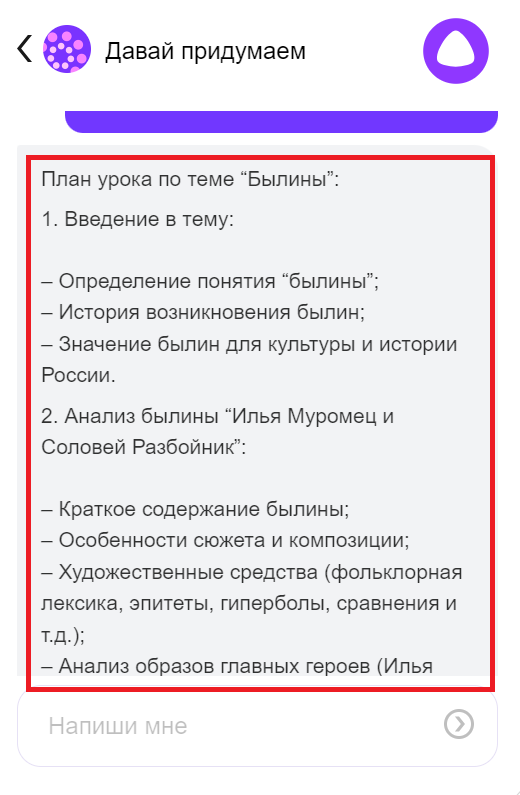 Давай придумаем
План урока по теме “Былины”:
1. Введение в тему:
– Определение понятия “былины”;
– История возникновения былин;
– Значение былин для культуры и истории
России.
2. Анализ былины “Илья Муромец и
Соловей Разбойник”:
– Краткое содержание былины;
– Особенности сюжета и композиции;
– Художественные средства (фольклорная
лексика, эпитеты, гиперболы, сравнения и
т.д.);
– Анализ образов главных героев (Илья
Напиши мне